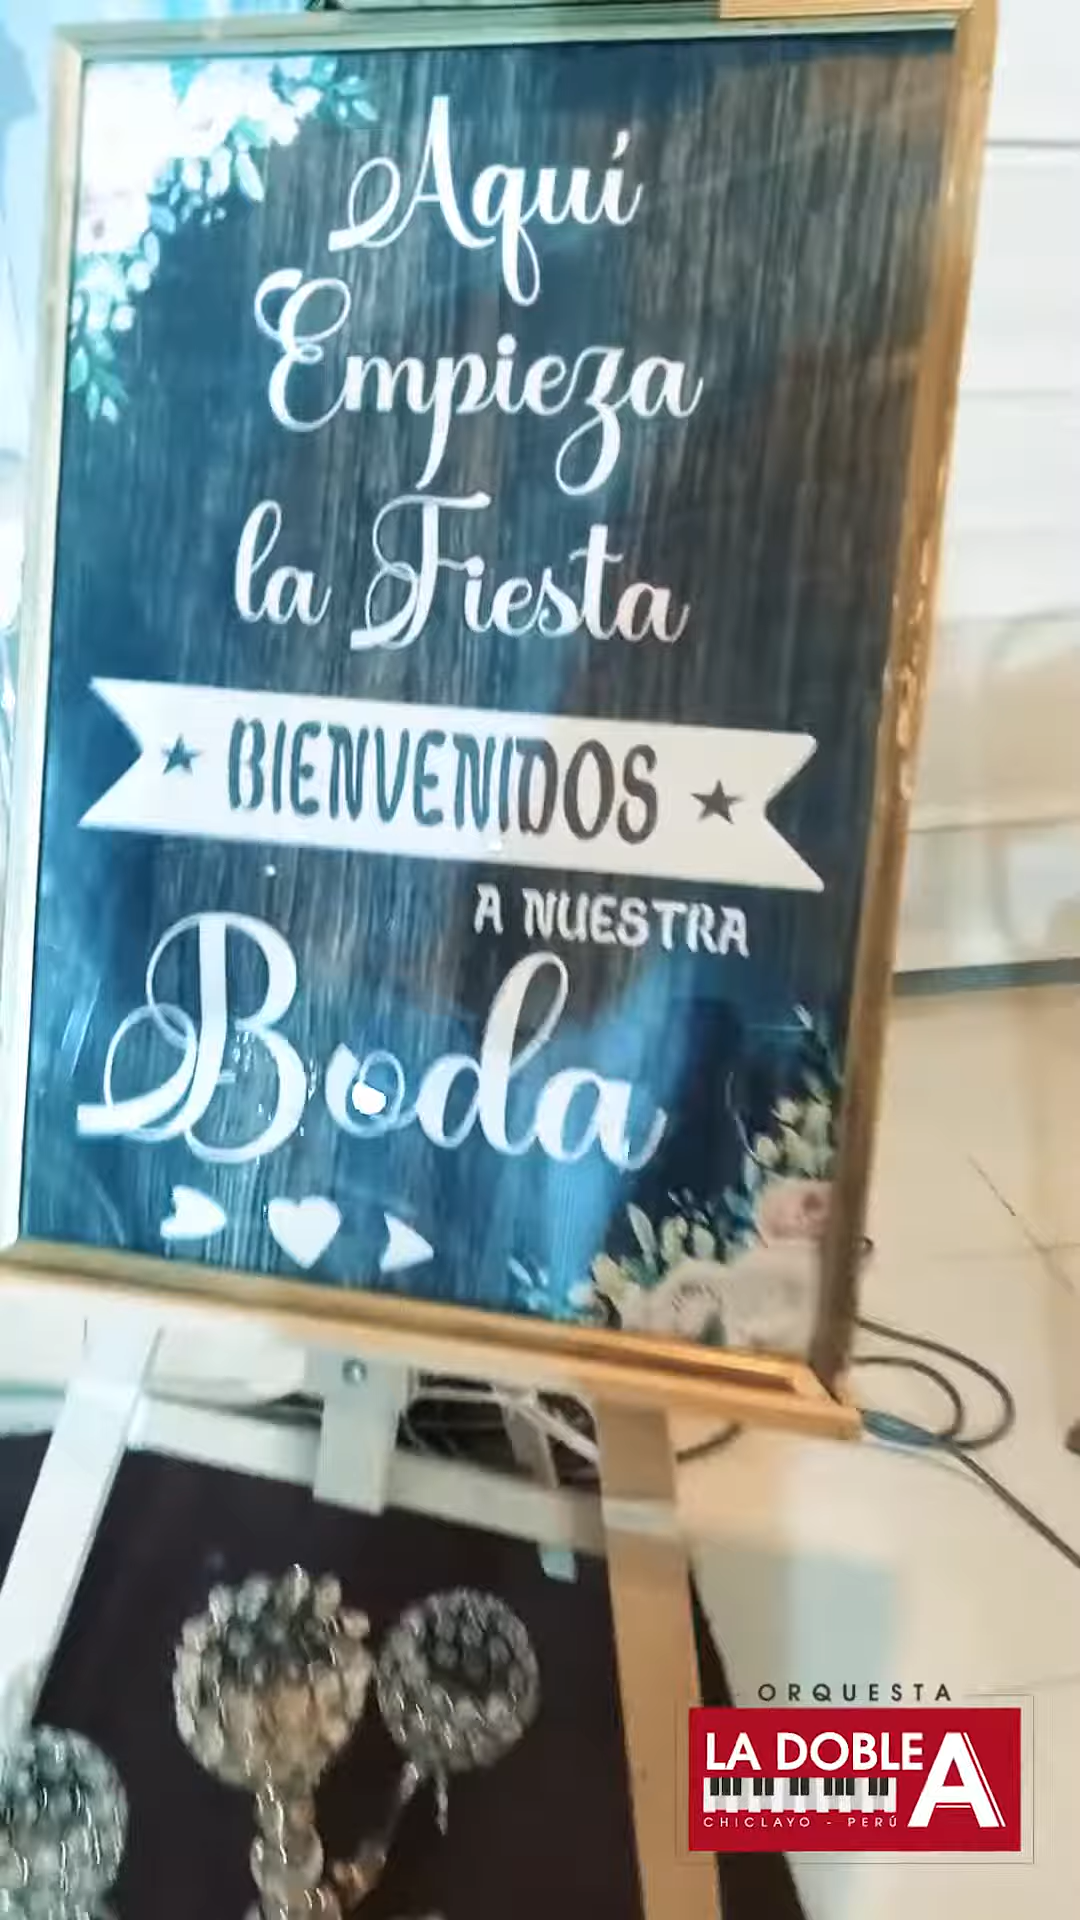 Aquí
Empieza
la Fiesta
BIENVENIDOS
A NUESTRA
Boda
ORQUESTA
LA DOBLE A
CHICLAYO - PERÚ